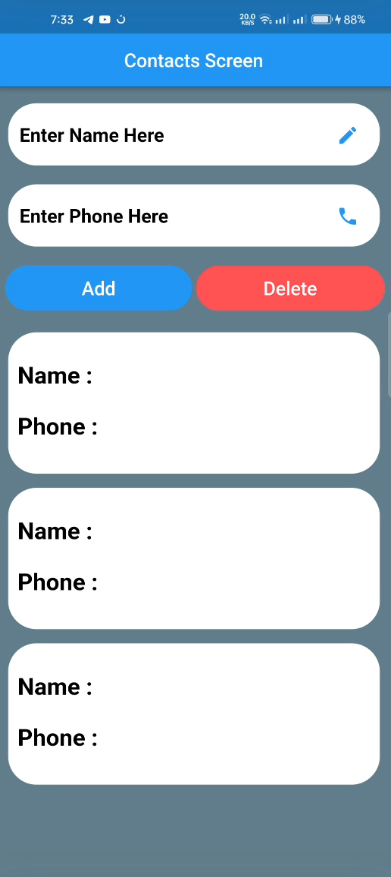 7:33 20.0 KB/S 88%
Contacts Screen
Enter Name Here
Enter Phone Here
Add Delete
Name :
Phone :
Name :
Phone :
Name :
Phone :